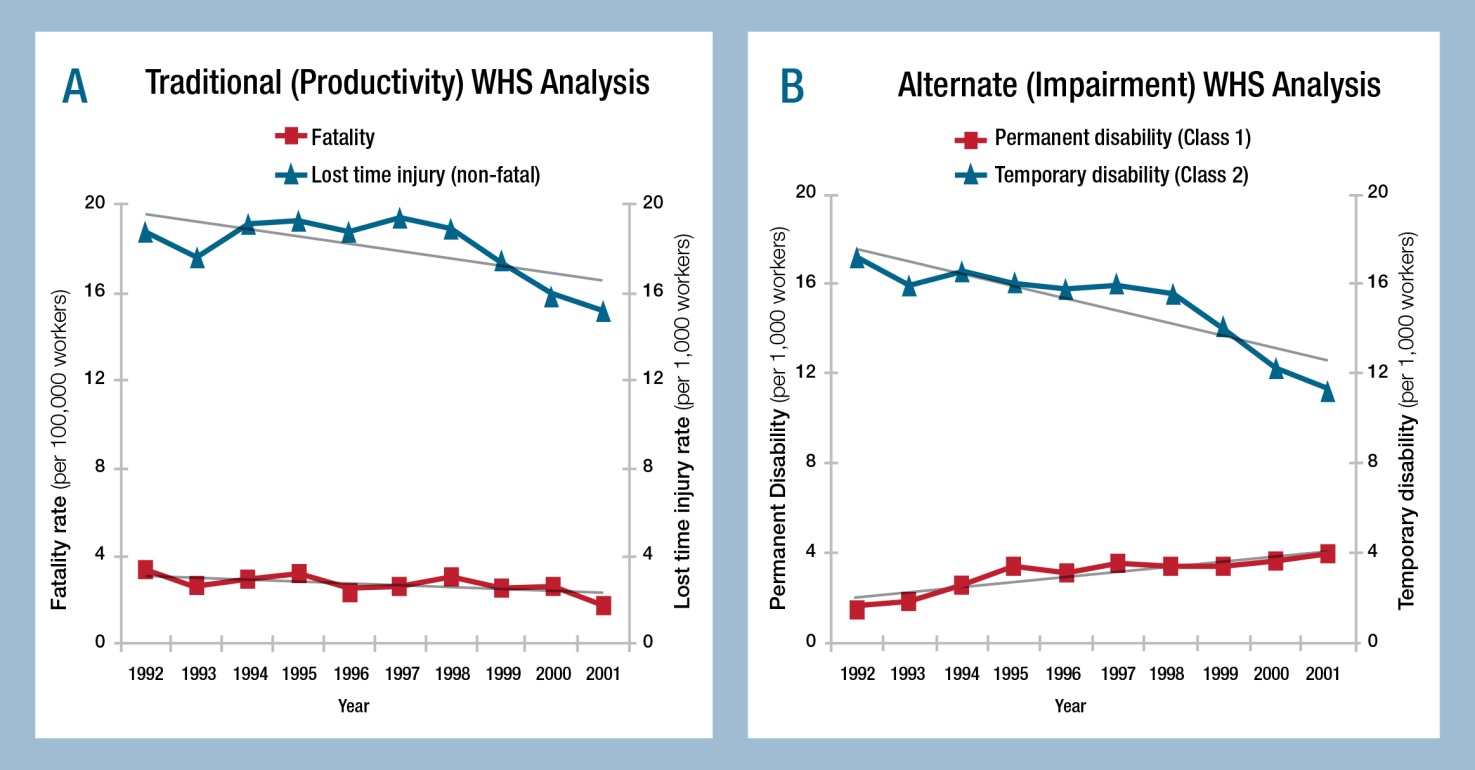 A
Traditional (Productivity) WHS Analysis
Fatality
Lost time injury (non-fatal)
Fatality rate (per 100,000 workers)
20
16
12
8
4
0
20
16
12
8
4
0
Lost time injury rate (per 1,000 workers)
1992 1993 1994 1995 1996 1997 1998 1999 2000 2001
Year
B
Alternate (Impairment) WHS Analysis
Permanent disability (Class 1)
Temporary disability (Class 2)
Permanent Disability (per 1,000 workers)
20
16
12
8
4
0
20
16
12
8
4
0
Temporary disability (per 1,000 workers)
1992 1993 1994 1995 1996 1997 1998 1999 2000 2001
Year